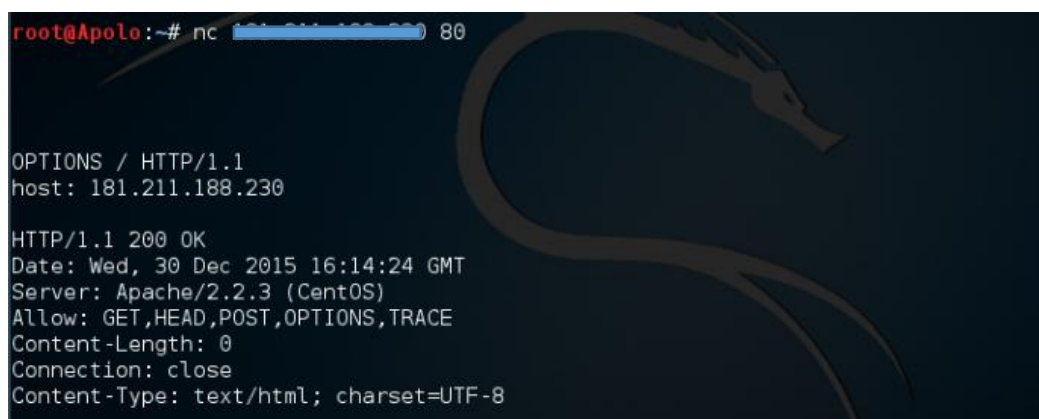 root@Apolo:~# nc 80
OPTIONS / HTTP/1.1
host: 181.211.188.230
HTTP/1.1 200 OK
Date: Wed, 30 Dec 2015 16:14:24 GMT
Server: Apache/2.2.3 (CentOS)
Allow: GET,HEAD,POST,OPTIONS,TRACE
Content-Length: 0
Connection: close
Content-Type: text/html; charset=UTF-8